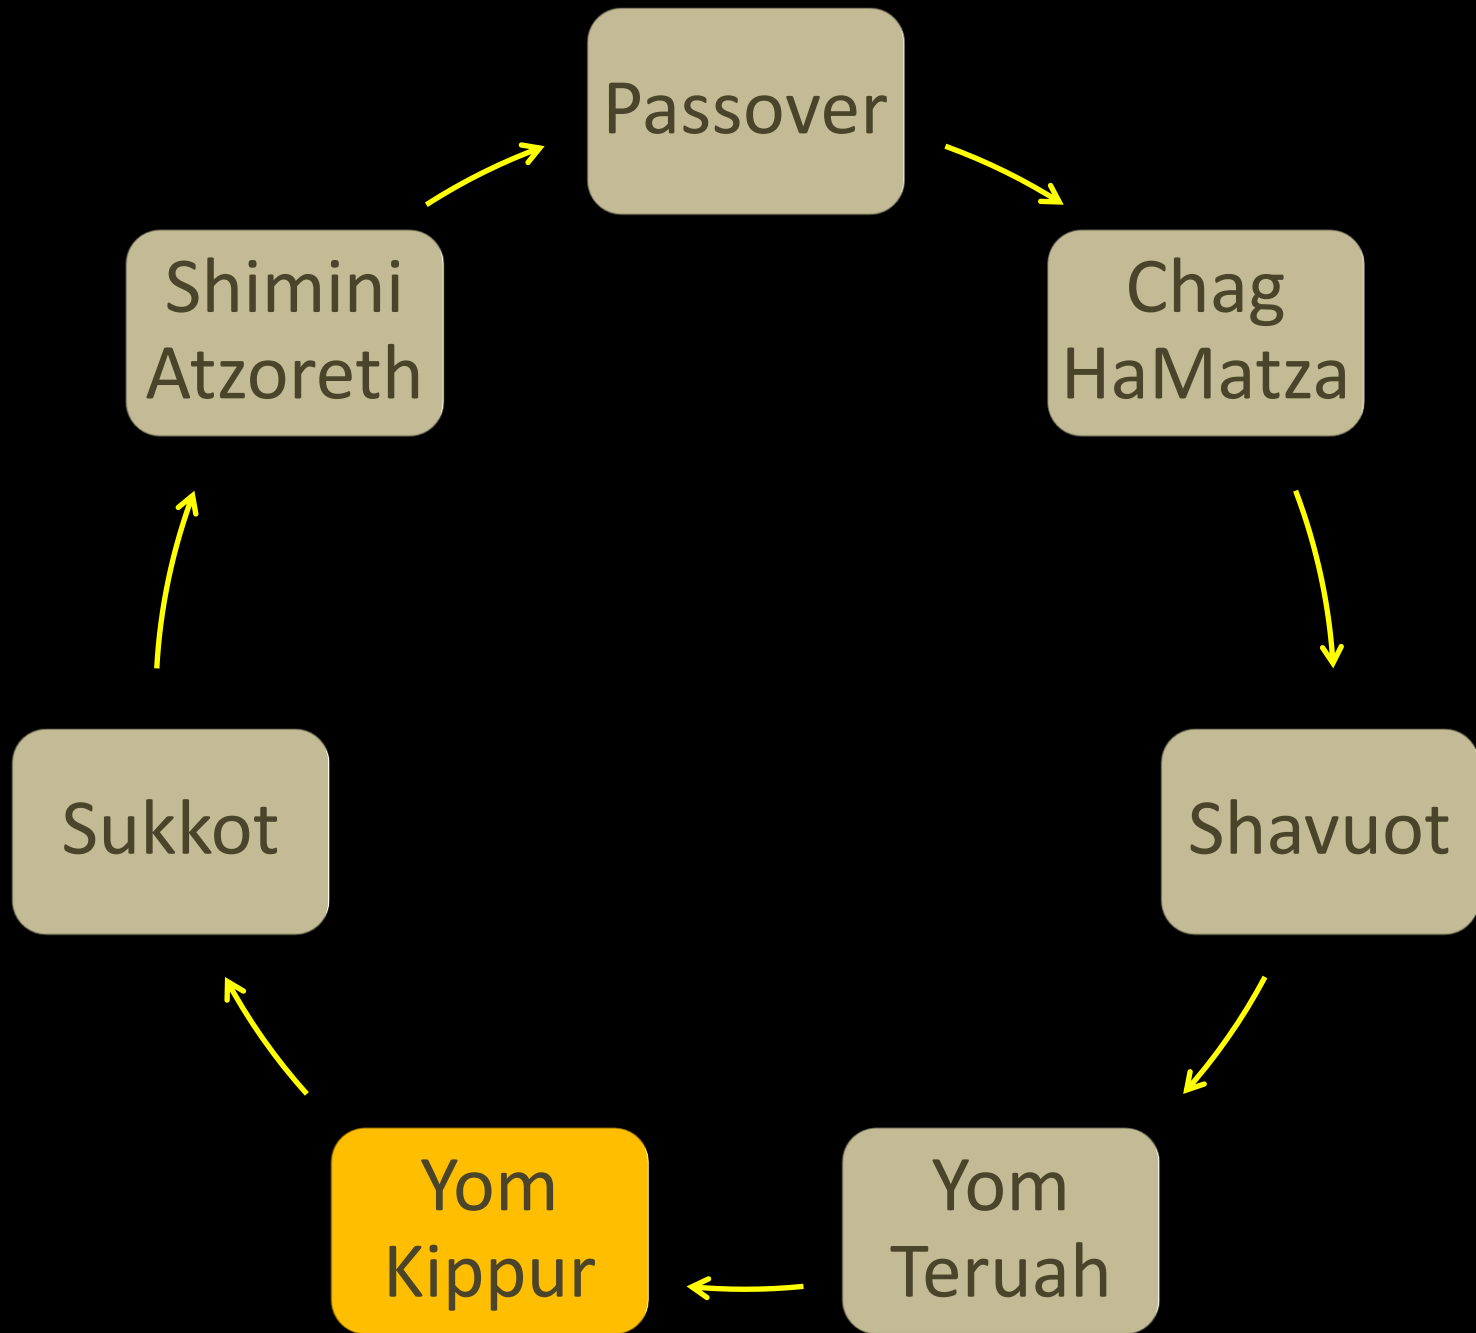 Passover
Shimini
Atzoreth
Chag
HaMatza
Sukkot
Shavuot
Yom
Kippur
Yom
Teruah